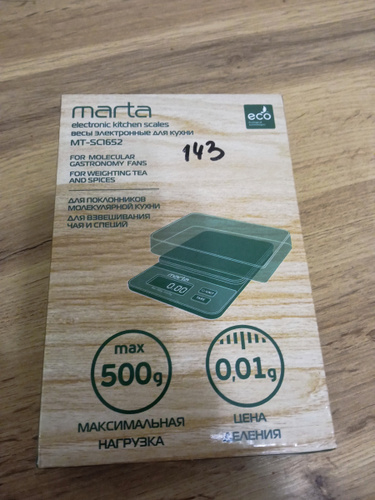 marta
eco
electronic kitchen scales
весы электронные для кухни
MT-SC1652
143
FOR MOLECULAR
GASTRONOMY FANS
FOR WEIGHTING TEA
AND SPICES
ДЛЯ ПОКЛОННИКОВ
МОЛЕКУЛЯРНОЙ КУХНИ
ДЛЯ ВЗВЕШИВАНИЯ
ЧАЯ И СПЕЦИЙ
marta
0.00
max
500g
0,01g
МАКСИМАЛЬНАЯ
НАГРУЗКА
ЦЕНА
ДЕЛЕНИЯ